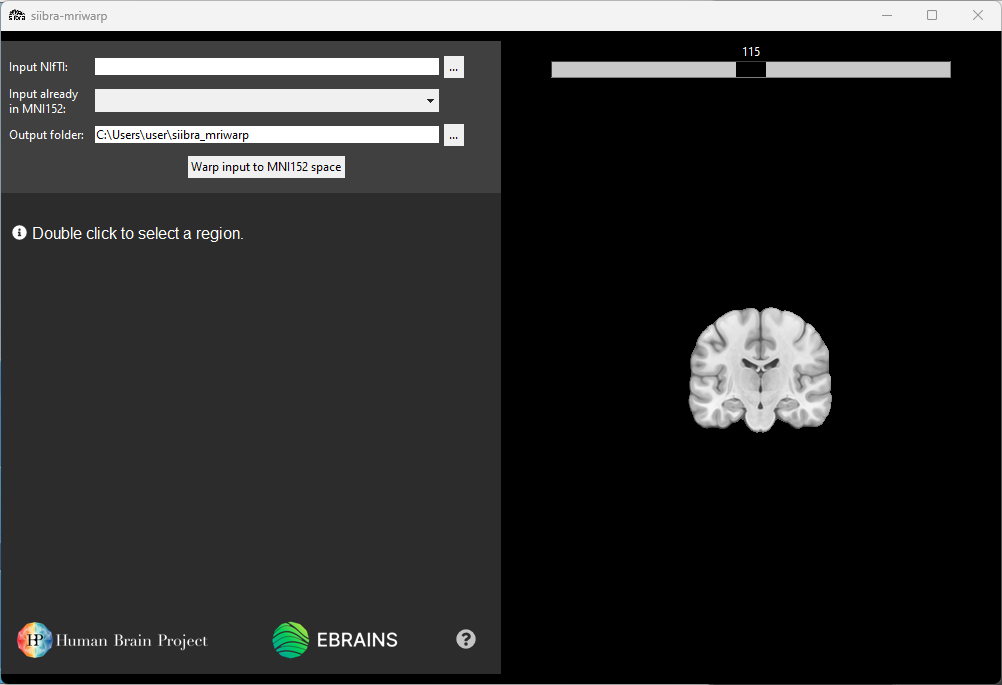 siibra-mriwarp
Input NIfTI:
...
Input already
in MNI152:
Output folder: C:\Users\user\siibra_mriwarp
...
Warp input to MNI152 space
115
Double click to select a region.
HP Human Brain Project
EBRAINS
?